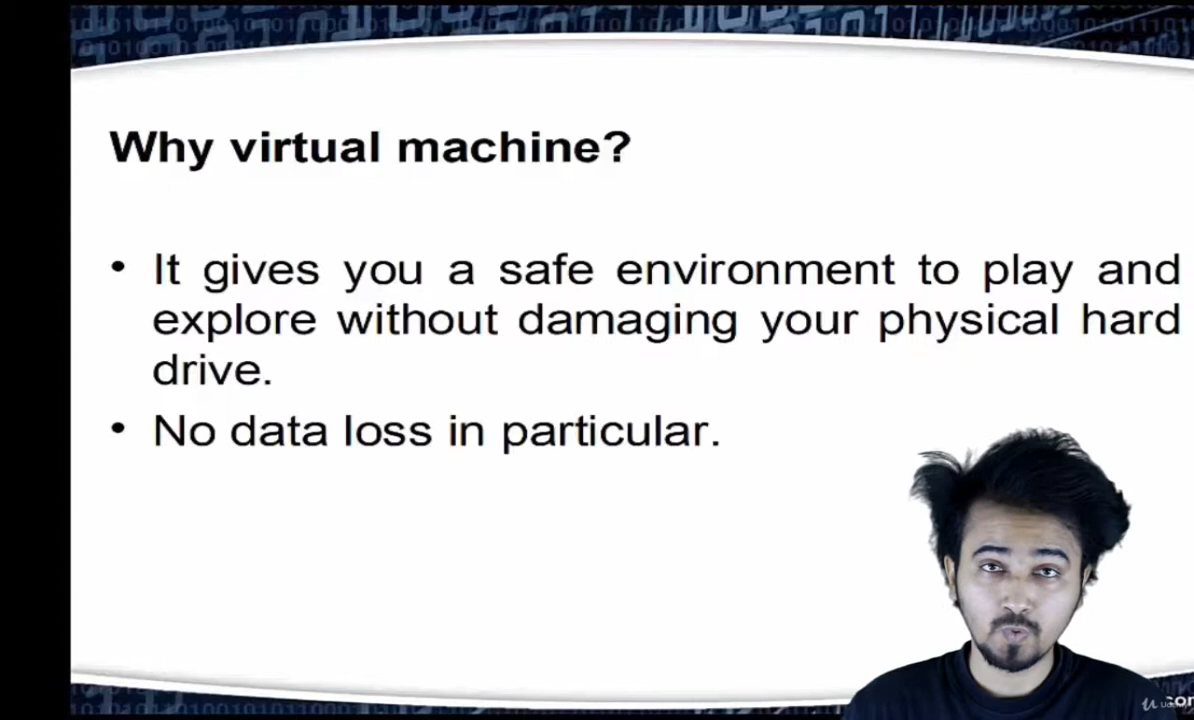 Why virtual machine?
• It gives you a safe environment to play and
explore without damaging your physical hard
drive.
• No data loss in particular.